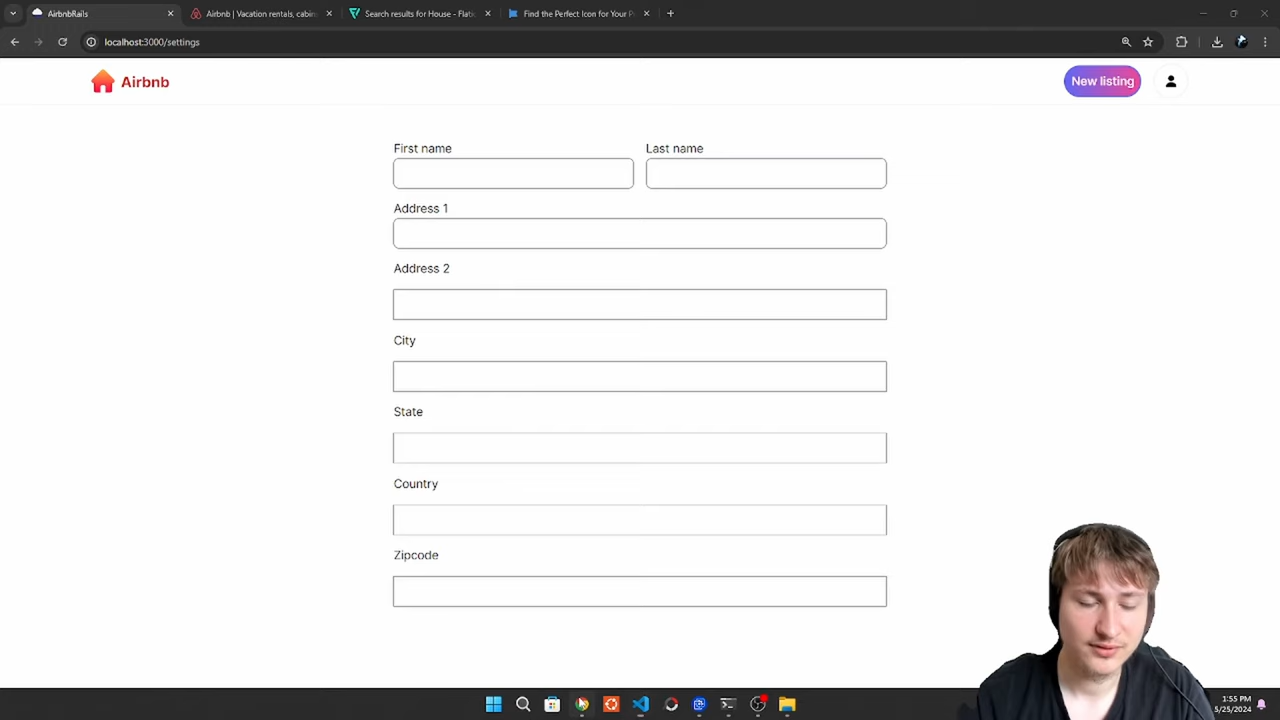 AirbnbRails
Airbnb | Vacation rentals, cabin
Search results for House - Flati
Find the Perfect Icon for Your P
localhost:3000/settings
Airbnb
New listing
First name
Last name
Address 1
Address 2
City
State
Country
Zipcode
1:55 PM
5/25/2024